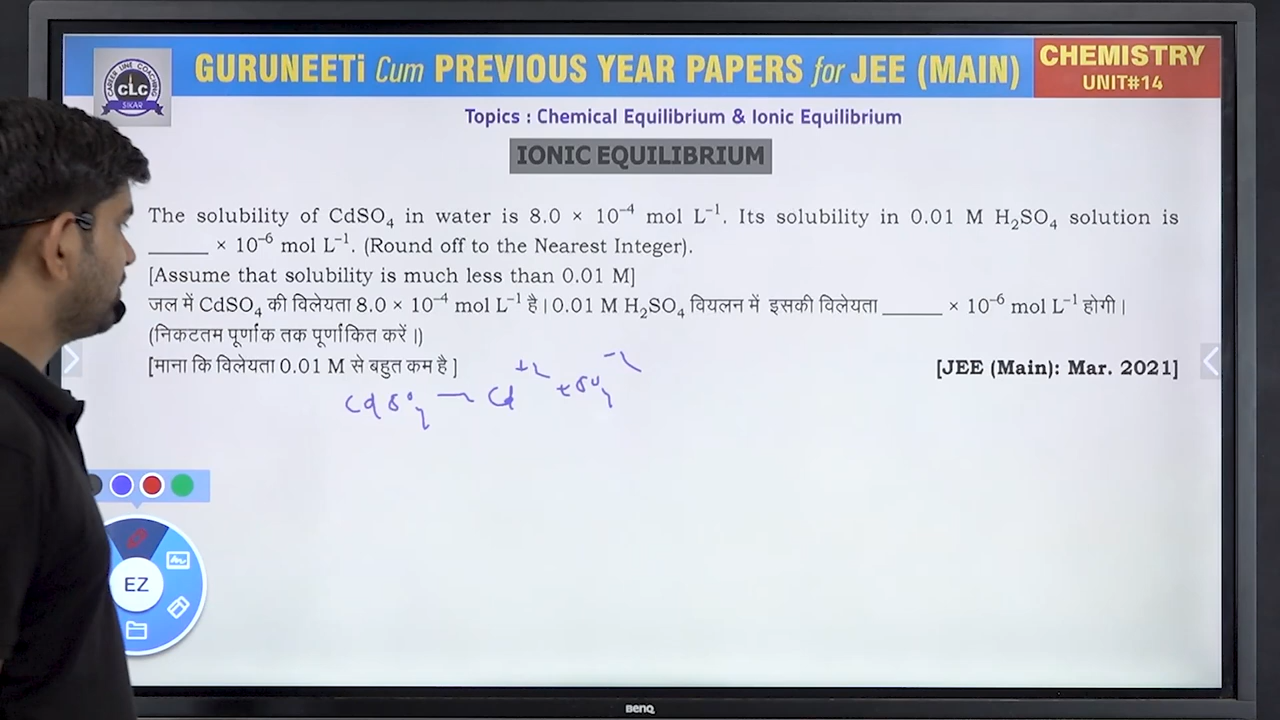 GURUNEETi Cum PREVIOUS YEAR PAPERS for JEE (MAIN)
CHEMISTRY
UNIT#14
CAREER LINE COACHING
CLC
SIKAR
Topics : Chemical Equilibrium & Ionic Equilibrium
IONIC EQUILIBRIUM
The solubility of CdSO₄ in water is 8.0 × 10⁻⁴ mol L⁻¹. Its solubility in 0.01 M H₂SO₄ solution is
______ × 10⁻⁶ mol L⁻¹. (Round off to the Nearest Integer).
[Assume that solubility is much less than 0.01 M]
जल में CdSO₄ की विलेयता 8.0 × 10⁻⁴ mol L⁻¹ है। 0.01 M H₂SO₄ वियलन में इसकी विलेयता ______ × 10⁻⁶ mol L⁻¹ होगी।
(निकटतम पूर्णांक तक पूर्णांकित करें।)
[माना कि विलेयता 0.01 M से बहुत कम है]
[JEE (Main): Mar. 2021]
CdSO₄ — Cd⁺² + SO₄⁻²
EZ
BenQ